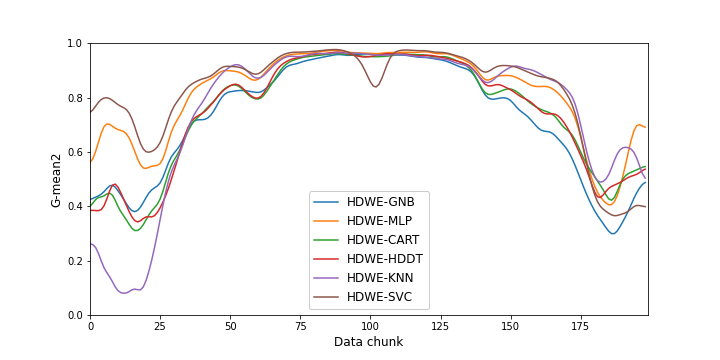 1.0
0.8
0.6
0.4
0.2
0.0
G-mean2
HDWE-GNB
HDWE-MLP
HDWE-CART
HDWE-HDDT
HDWE-KNN
HDWE-SVC
0 25 50 75 100 125 150 175
Data chunk